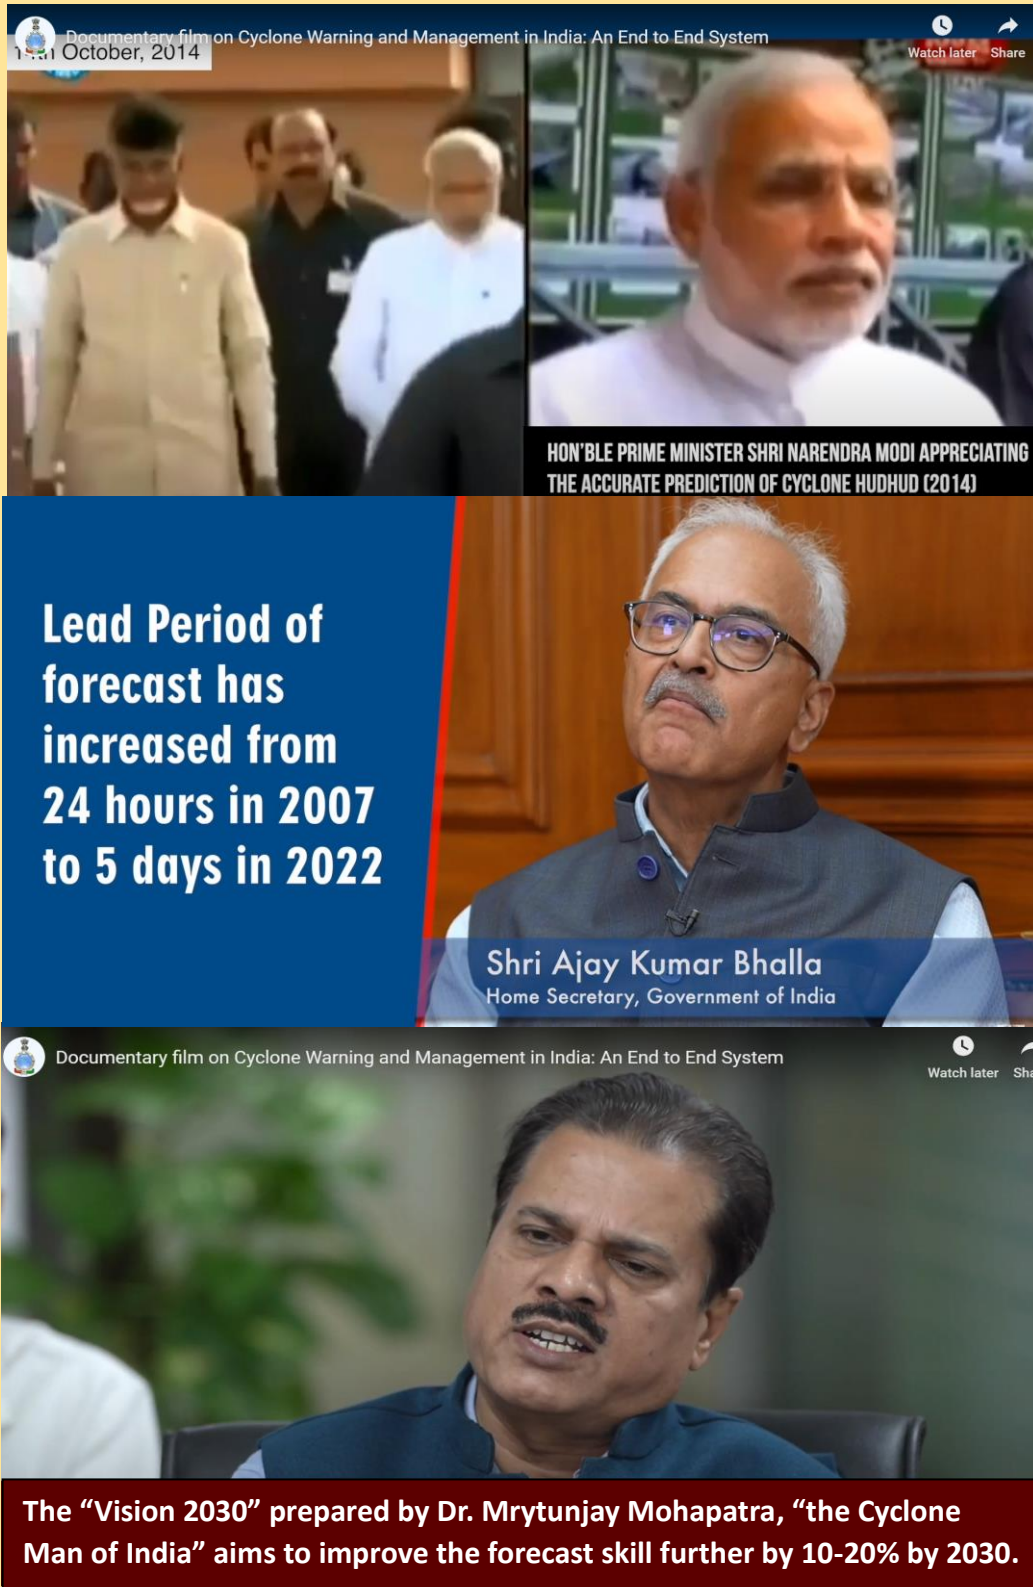 Documentary film on Cyclone Warning and Management in India: An End to End System
Watch later Share
October, 2014
HON'BLE PRIME MINISTER SHRI NARENDRA MODI APPRECIATING
THE ACCURATE PREDICTION OF CYCLONE HUDHUD (2014)
Lead Period of
forecast has
increased from
24 hours in 2007
to 5 days in 2022
Shri Ajay Kumar Bhalla
Home Secretary, Government of India
Documentary film on Cyclone Warning and Management in India: An End to End System
Watch later Sha
The “Vision 2030” prepared by Dr. Mrytunjay Mohapatra, “the Cyclone
Man of India” aims to improve the forecast skill further by 10-20% by 2030.